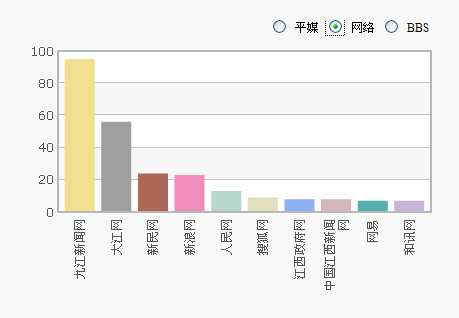 平媒 网络 BBS
100
80
60
40
20
0
九江新闻网
大江网
新民网
新浪网
人民网
搜狐网
江西政府网
中国江西新闻
网
网易
和讯网